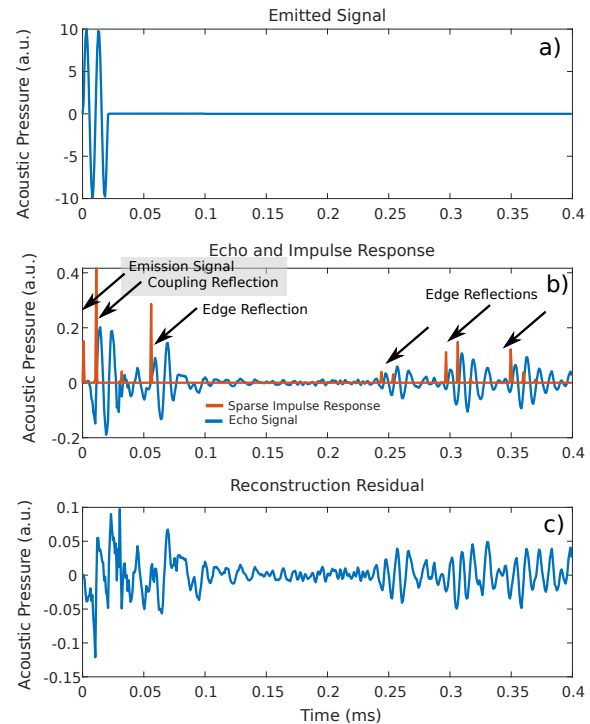 Emitted Signal
a)
Acoustic Pressure (a.u.)
10
5
0
-5
-10
0 0.05 0.1 0.15 0.2 0.25 0.3 0.35 0.4
Echo and Impulse Response
b)
Acoustic Pressure (a.u.)
0.4
0.2
0
-0.2
Emission Signal
Coupling Reflection
Edge Reflection
Edge Reflections
Sparse Impulse Response
Echo Signal
0 0.05 0.1 0.15 0.2 0.25 0.3 0.35 0.4
Reconstruction Residual
c)
Acoustic Pressure (a.u.)
0.1
0.05
0
-0.05
-0.1
-0.15
0 0.05 0.1 0.15 0.2 0.25 0.3 0.35 0.4
Time (ms)